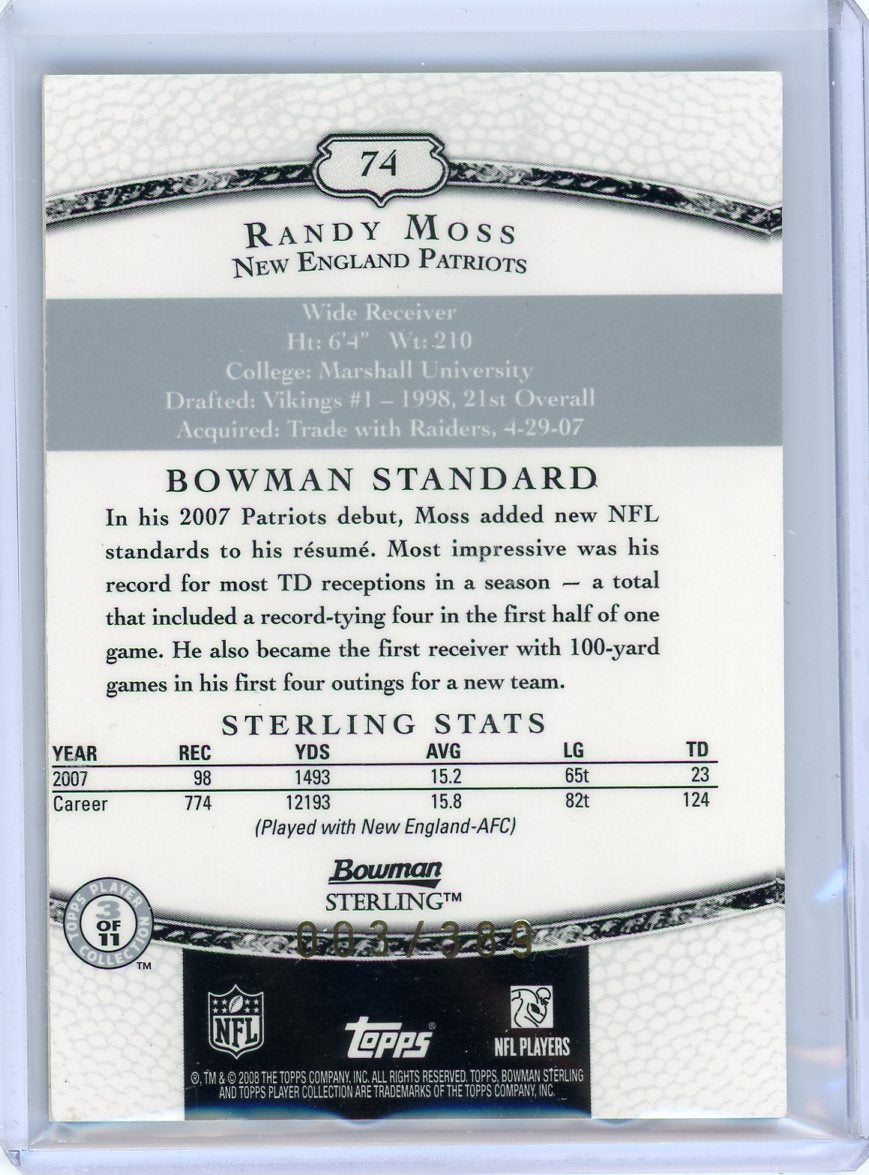 74
RANDY MOSS
NEW ENGLAND PATRIOTS
Wide Receiver
Ht: 6'4" Wt: 210
College: Marshall University
Drafted: Vikings #1 – 1998, 21st Overall
Acquired: Trade with Raiders, 4-29-07
BOWMAN STANDARD
In his 2007 Patriots debut, Moss added new NFL
standards to his résumé. Most impressive was his
record for most TD receptions in a season — a total
that included a record-tying four in the first half of one
game. He also became the first receiver with 100-yard
games in his first four outings for a new team.
STERLING STATS
YEAR REC YDS AVG LG TD
2007 98 1493 15.2 65t 23
Career 774 12193 15.8 82t 124
(Played with New England-AFC)
Bowman
STERLING™
TOPPS PLAYER COLLECTION
3
OF
11
™
003/389
NFL
Topps®
NFL PLAYERS
®, TM & © 2008 THE TOPPS COMPANY, INC. ALL RIGHTS RESERVED. TOPPS, BOWMAN STERLING
AND TOPPS PLAYER COLLECTION ARE TRADEMARKS OF THE TOPPS COMPANY, INC.